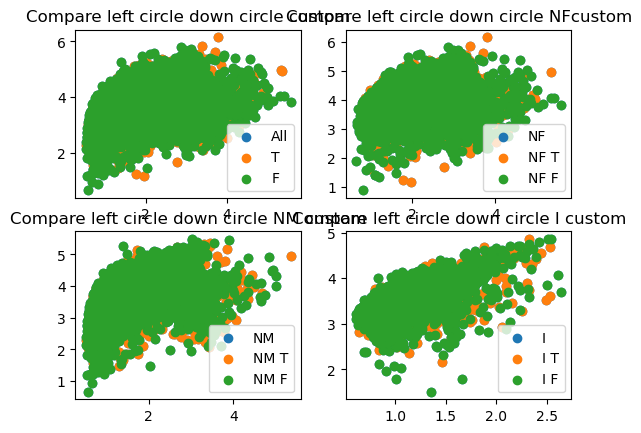 Compare left circle down circle custom
Compare left circle down circle NFcustom
6
4
2
All
T
F
2
4
6
5
4
3
2
1
NF
NF T
NF F
2
4
Compare left circle down circle NM custom
Compare left circle down circle I custom
5
4
3
2
1
NM
NM T
NM F
2
4
5
4
3
2
I
I T
I F
1.0
1.5
2.0
2.5